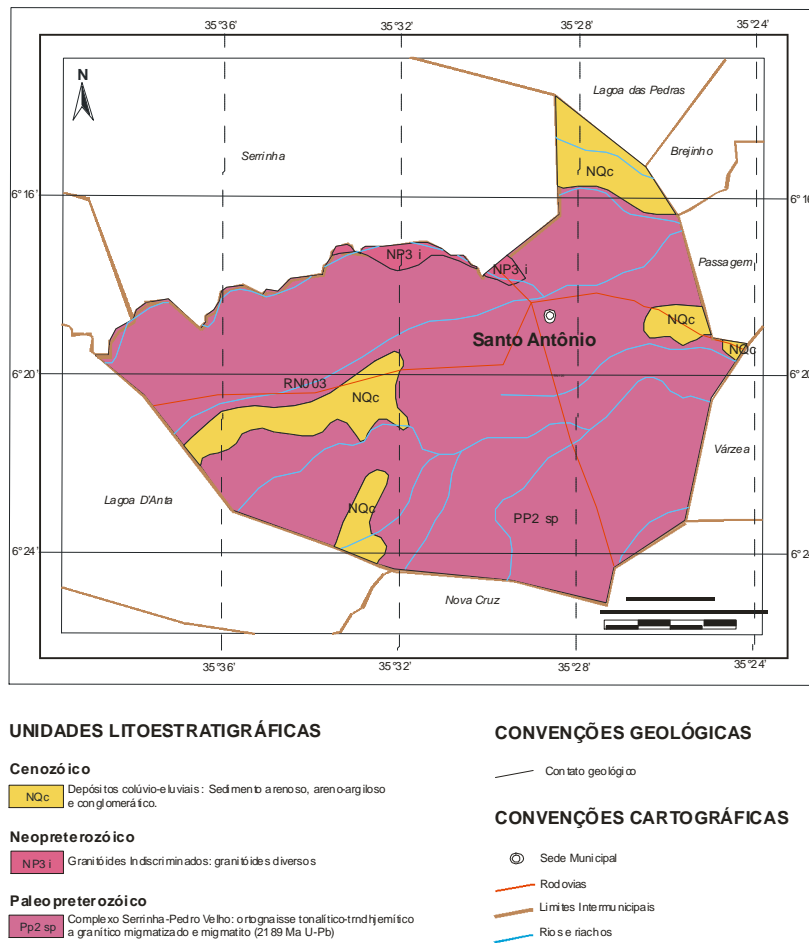 35°36'
35°32'
35°28'
35°24'
N
Lagoa das Pedras
Brejinho
Serrinha
NQc
6°16'
6°16
NP3 i
NP3 i
Passagem
NQc
Santo Antônio
NQc
6°20'
6°20
RN003
NQc
Várzea
Lagoa D'Anta
NQc
PP2 sp
6°24'
6°24
Nova Cruz
35°36'
35°32'
35°28'
35°24'
UNIDADES LITOESTRATIGRÁFICAS
Cenozóico
NQc
Depósitos colúvio-eluviais: Sedimento arenoso, areno-argiloso
e conglomerático.
Neopreterozóico
NP3 i
Granitóides Indiscriminados: granitóides diversos
Paleopreterozóico
Pp2 sp
Complexo Serrinha-Pedro Velho: ortognaisse tonalítico-trndhjemítico
a granítico migmatizado e migmatito (2189 Ma U-Pb)
CONVENÇÕES GEOLÓGICAS
Contato geológico
CONVENÇÕES CARTOGRÁFICAS
Sede Municipal
Rodovias
Limites Intermunicipais
Rios e riachos